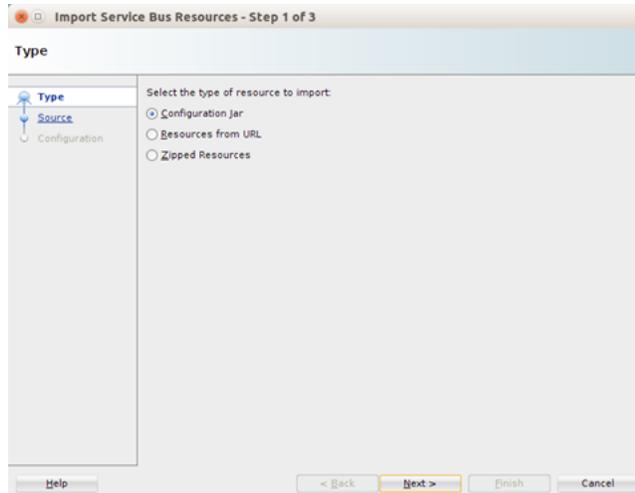 Import Service Bus Resources - Step 1 of 3
Type
Type
Source
Configuration
Select the type of resource to import:
Configuration Jar
Resources from URL
Zipped Resources
Help
< Back
Next >
Finish
Cancel